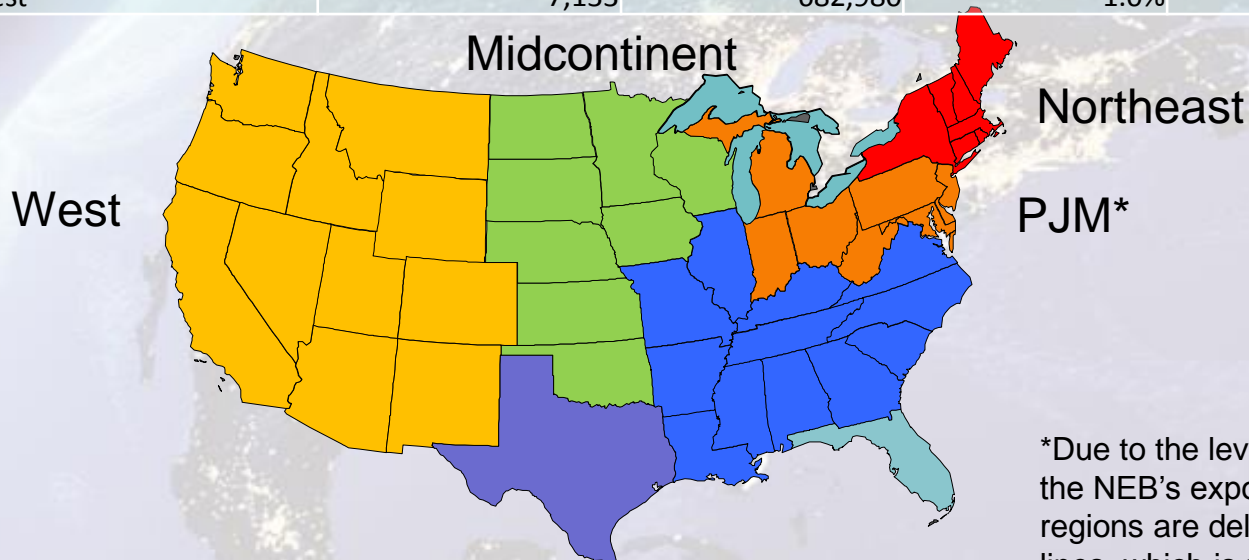 7,155 682,980 1.0%
Midcontinent
Northeast
West
PJM*
*Due to the lev
the NEB's expo
regions are del